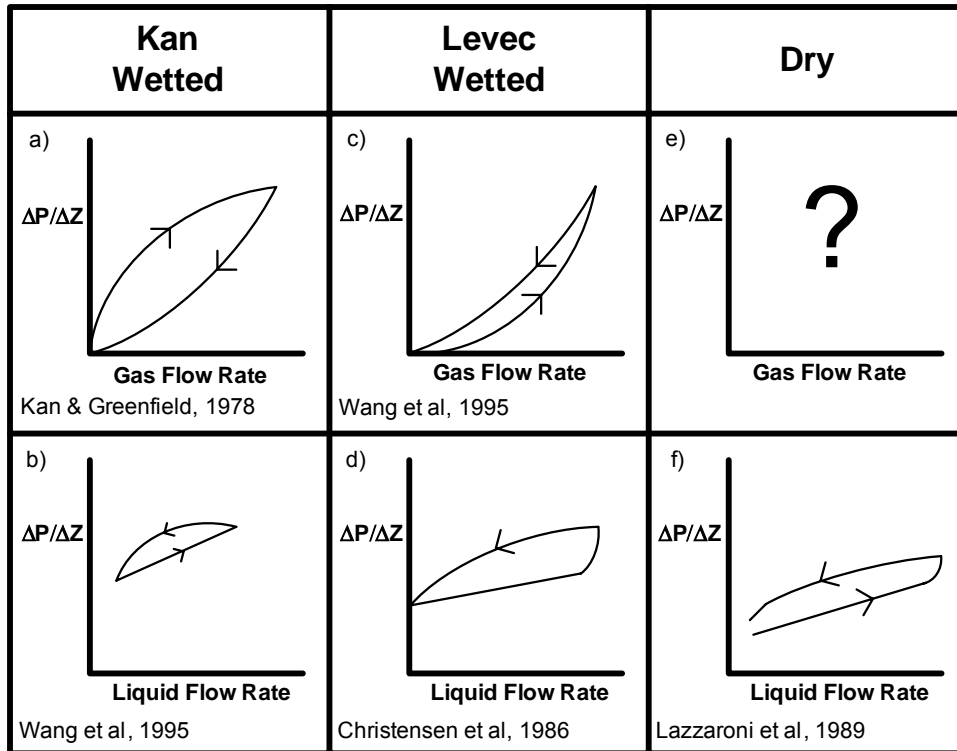 Kan
Wetted
Levec
Wetted
Dry
a)
ΔP/ΔZ
Gas Flow Rate
Kan & Greenfield, 1978
c)
ΔP/ΔZ
Gas Flow Rate
Wang et al, 1995
e)
ΔP/ΔZ
?
Gas Flow Rate
b)
ΔP/ΔZ
Liquid Flow Rate
Wang et al, 1995
d)
ΔP/ΔZ
Liquid Flow Rate
Christensen et al, 1986
f)
ΔP/ΔZ
Liquid Flow Rate
Lazzaroni et al, 1989